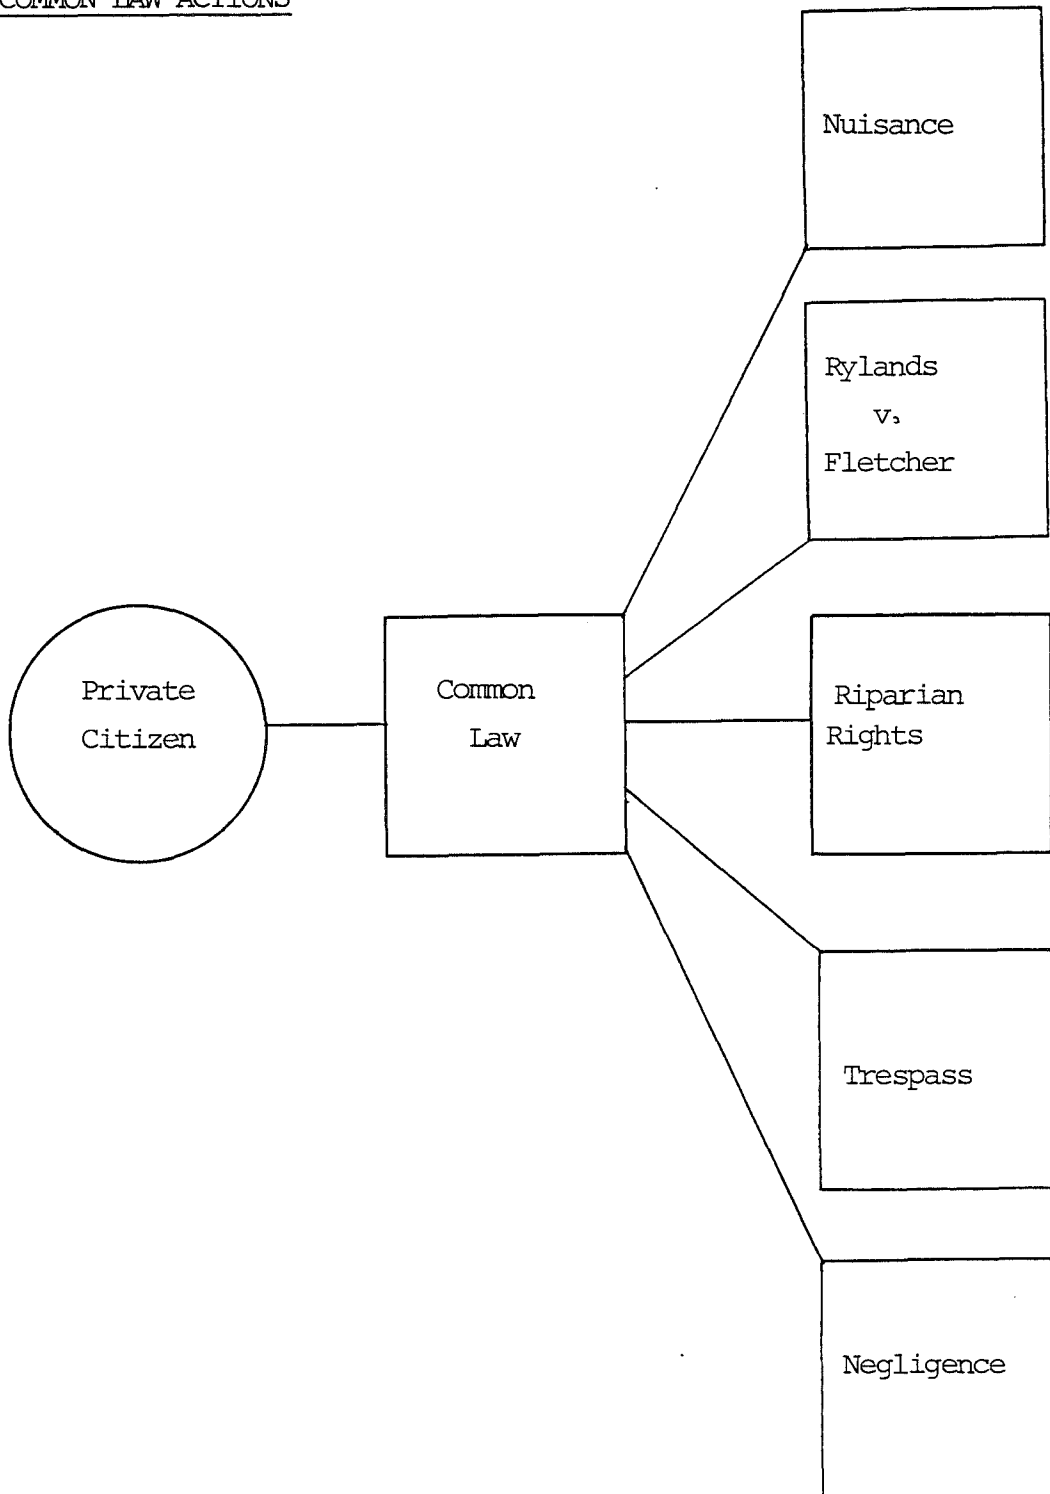 COMMON LAW ACTIONS
Nuisance
Rylands
v.
Fletcher
Private
Citizen
Common
Law
Riparian
Rights
Trespass
Negligence